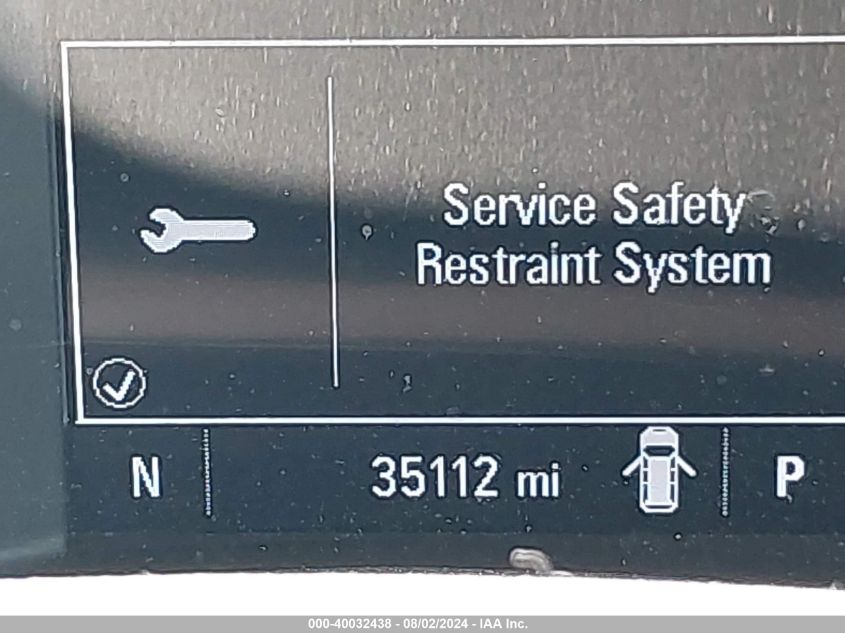 Service Safety
Restraint System
N 35112 mi P
000-40032438 - 08/02/2024 - IAA Inc.